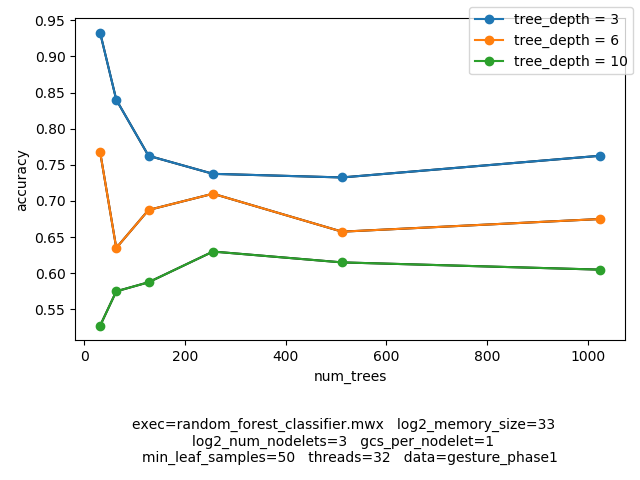 0.95
0.90
0.85
0.80
0.75
0.70
0.65
0.60
0.55
accuracy
tree_depth = 3
tree_depth = 6
tree_depth = 10
0 200 400 600 800 1000
num_trees
exec=random_forest_classifier.mwx log2_memory_size=33
log2_num_nodelets=3 gcs_per_nodelet=1
min_leaf_samples=50 threads=32 data=gesture_phase1